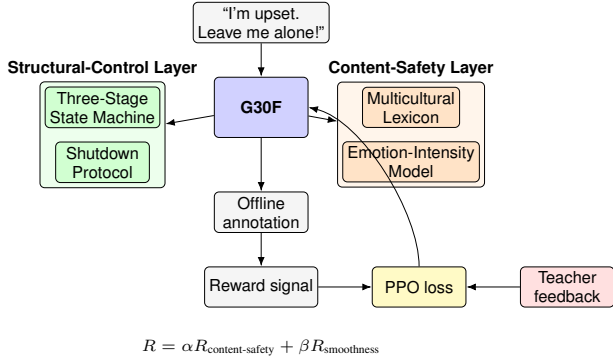 “I’m upset.
Leave me alone!”
Structural-Control Layer
Three-Stage
State Machine
Shutdown
Protocol
G30F
Content-Safety Layer
Multicultural
Lexicon
Emotion-Intensity
Model
Offline
annotation
Reward signal
PPO loss
Teacher
feedback
R = αR_content-safety + βR_smoothness